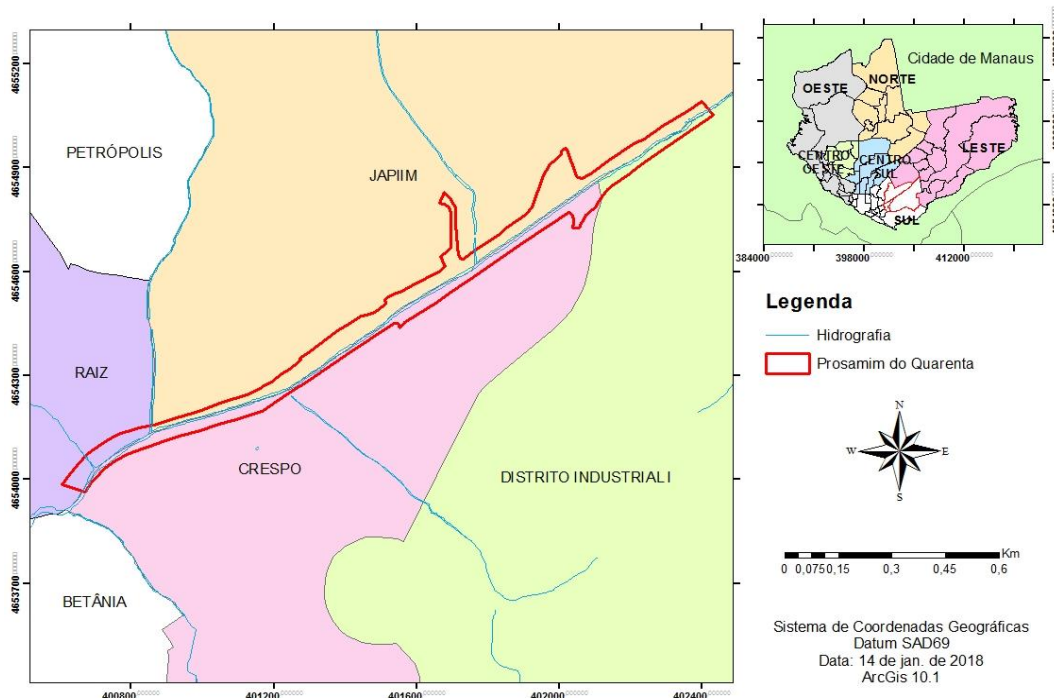 PETRÓPOLIS
JAPIIM
RAIZ
CRESPO
DISTRITO INDUSTRIAL I
BETÂNIA
4655200
4654900
4654600
4654300
4654000
4653700
400800
401200
401600
402000
402400
Cidade de Manaus
NORTE
OESTE
LESTE
CENTRO
OESTE
CENTRO
SUL
SUL
384000
398000
412000
Legenda
Hidrografia
Prosamim do Quarenta
N
W
E
S
Km
0 0,075 0,15 0,3 0,45 0,6
Sistema de Coordenadas Geográficas
Datum SAD69
Data: 14 de jan. de 2018
ArcGis 10.1